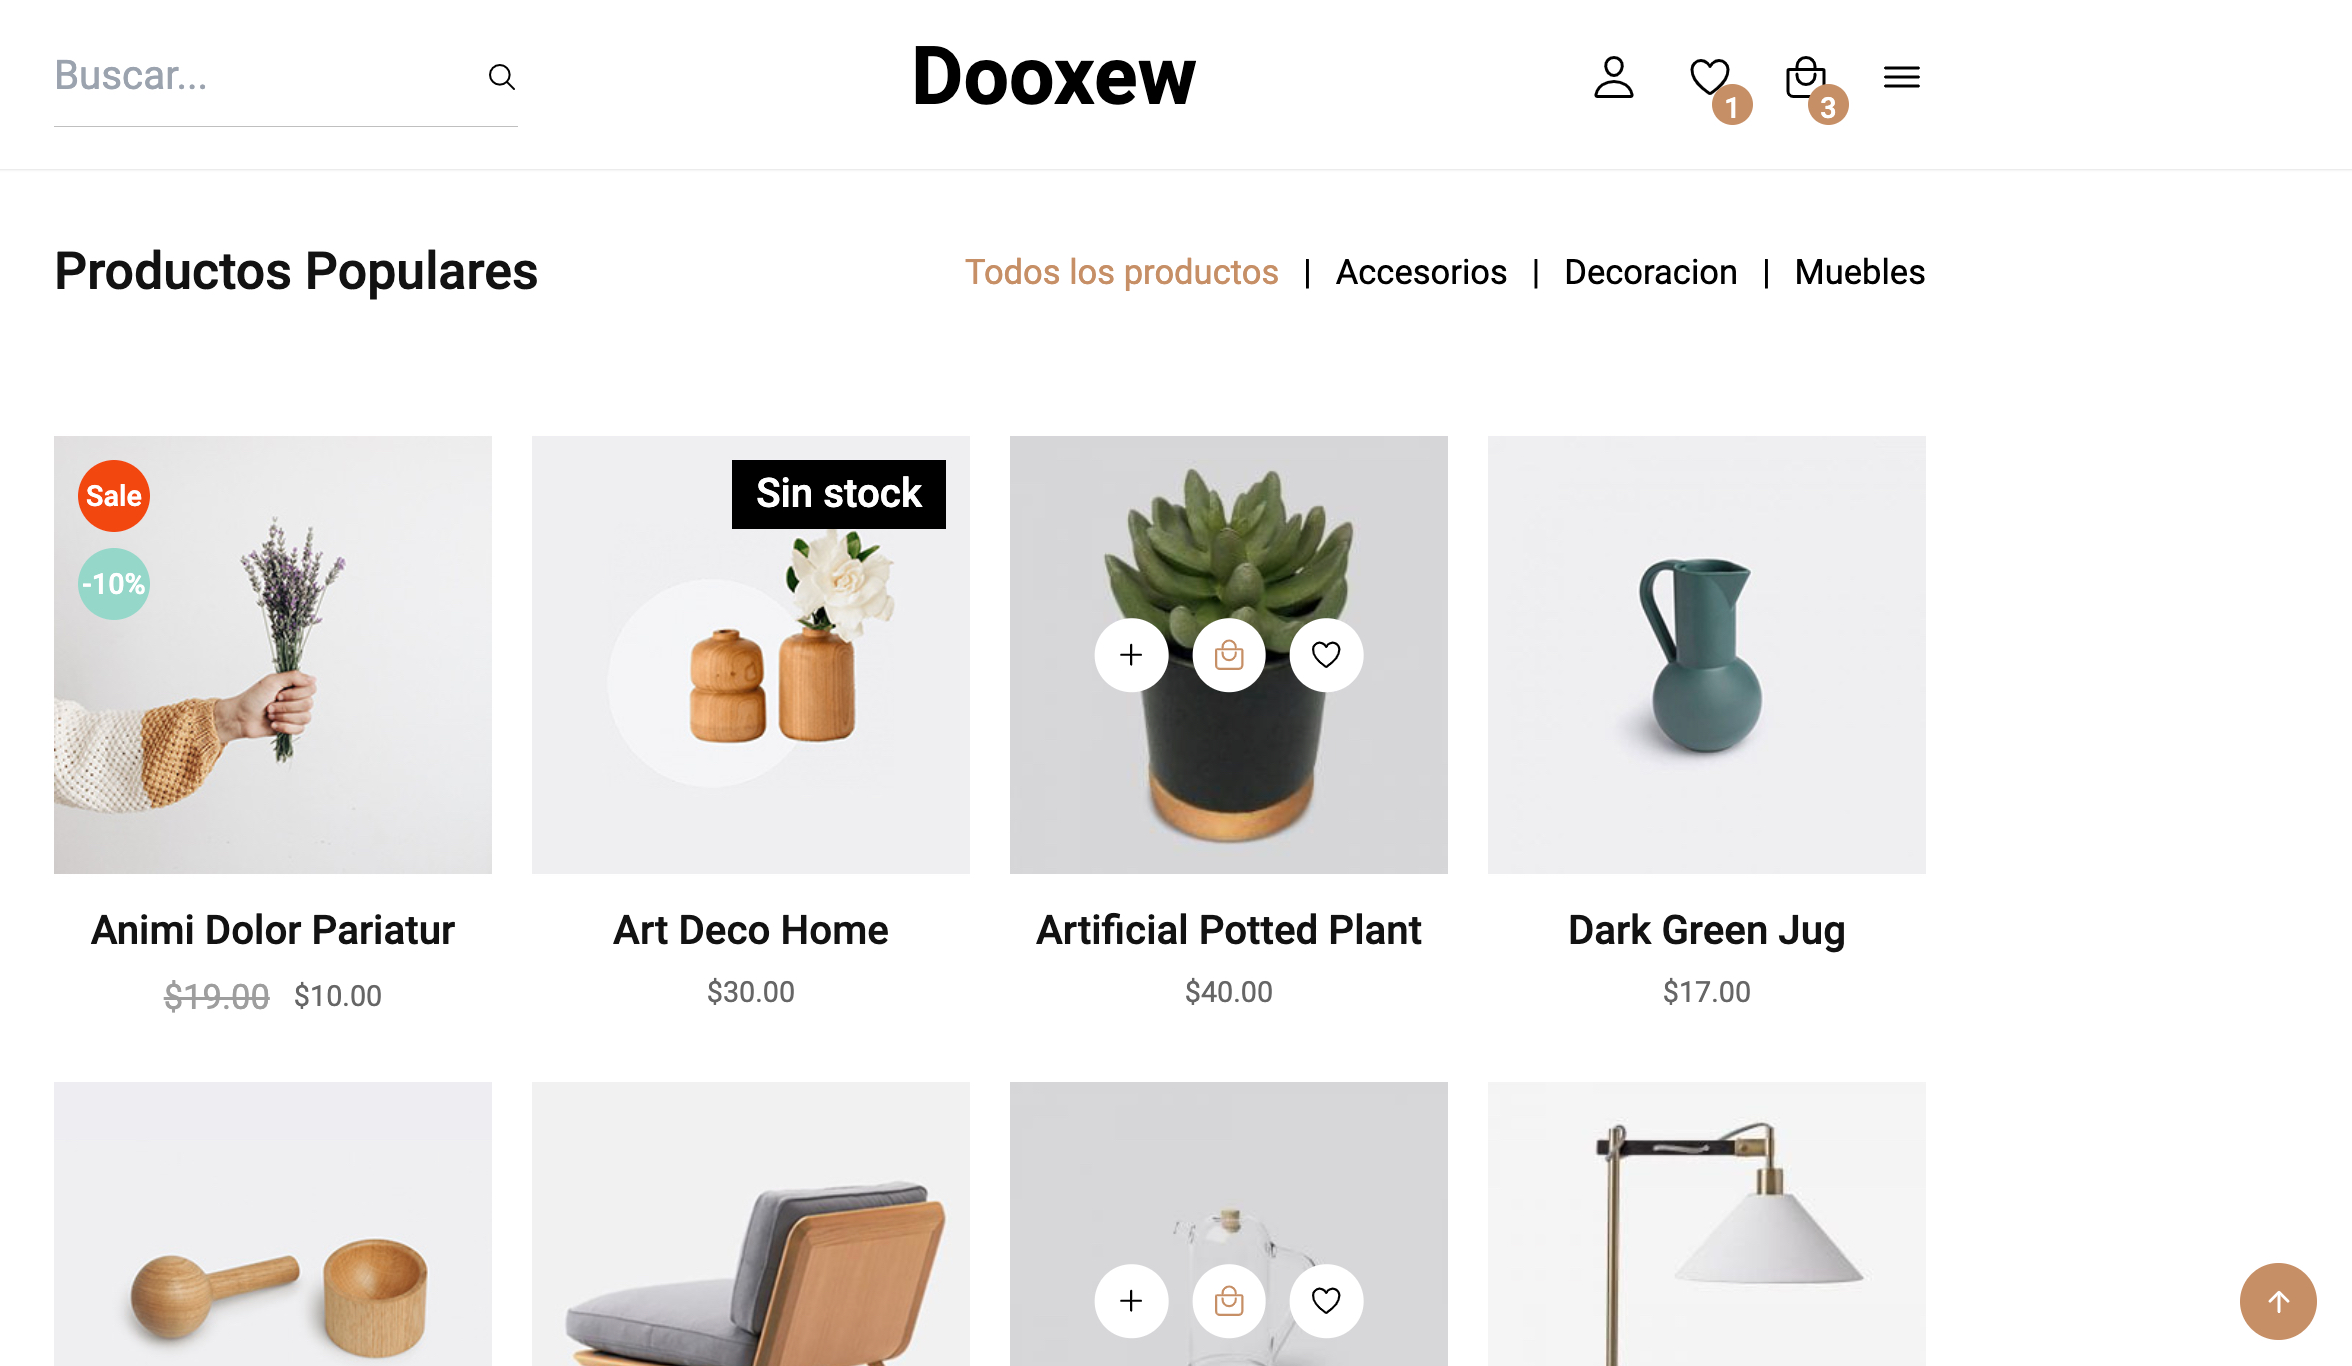 Buscar...
Dooxew
1
3
Productos Populares
Todos los productos | Accesorios | Decoracion | Muebles
Sale
-10%
Sin stock
Animi Dolor Pariatur
$19.00 $10.00
Art Deco Home
$30.00
Artificial Potted Plant
$40.00
Dark Green Jug
$17.00